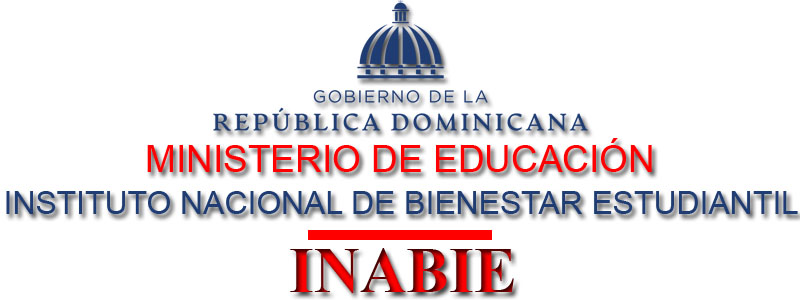 GOBIERNO DE LA
REPÚBLICA DOMINICANA
MINISTERIO DE EDUCACIÓN
INSTITUTO NACIONAL DE BIENESTAR ESTUDIANTIL
INABIE